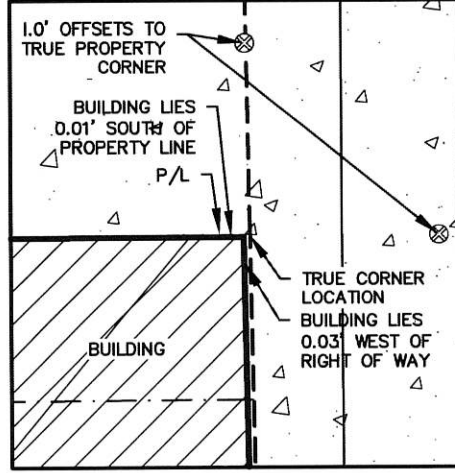 1.0' OFFSETS TO
TRUE PROPERTY
CORNER
BUILDING LIES
0.01' SOUTH OF
PROPERTY LINE
P/L
TRUE CORNER
LOCATION
BUILDING LIES
0.03' WEST OF
RIGHT OF WAY
BUILDING